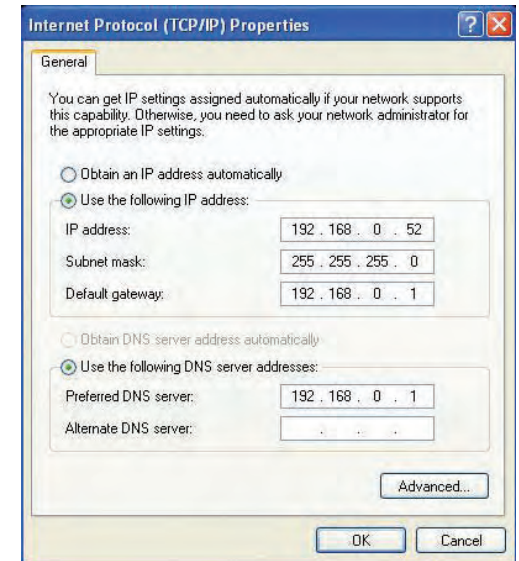 Internet Protocol (TCP/IP) Properties
General
You can get IP settings assigned automatically if your network supports
this capability. Otherwise, you need to ask your network administrator for
the appropriate IP settings.
Obtain an IP address automatically
Use the following IP address:
IP address: 192 . 168 . 0 . 52
Subnet mask: 255 . 255 . 255 . 0
Default gateway: 192 . 168 . 0 . 1
Obtain DNS server address automatically
Use the following DNS server addresses:
Preferred DNS server: 192 . 168 . 0 . 1
Alternate DNS server: . . .
Advanced...
OK Cancel